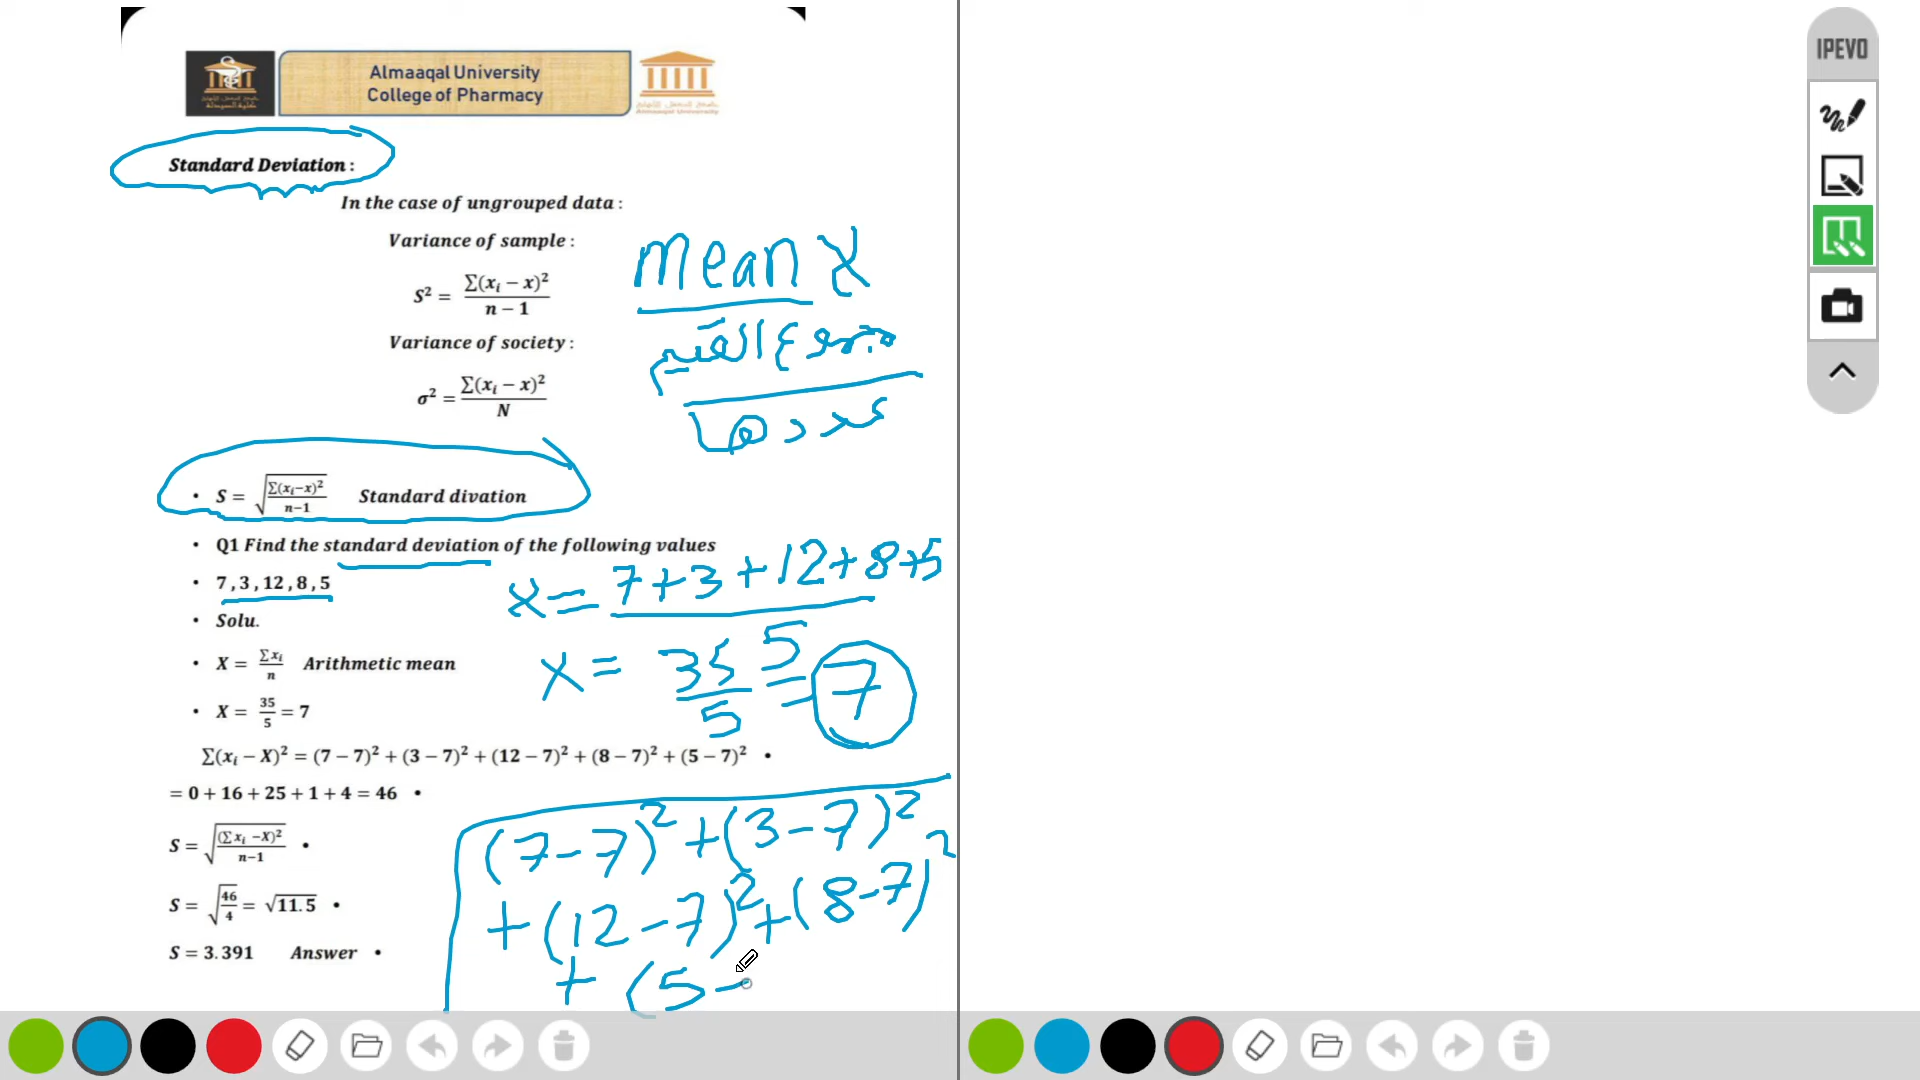 IPEVO
Almaaqal University
College of Pharmacy
Standard Deviation :
In the case of ungrouped data :
Variance of sample :
S² = Σ(xᵢ − x)² / n − 1
Variance of society :
σ² = Σ(xᵢ − x)² / N
mean x
مجموع القيم
عددها
• S = √(Σ(xᵢ−x)² / n−1) Standard divation
• Q1 Find the standard deviation of the following values
• 7 , 3 , 12 , 8 , 5
x = 7+3+12+8+5
5
• Solu.
• X = Σxᵢ / n Arithmetic mean
x = 35 / 5 = 7
• X = 35 / 5 = 7
Σ(xᵢ − X)² = (7 − 7)² + (3 − 7)² + (12 − 7)² + (8 − 7)² + (5 − 7)² •
= 0 + 16 + 25 + 1 + 4 = 46 •
S = √((Σxᵢ −X)² / n−1) •
S = √(46 / 4) = √11.5 •
S = 3.391 Answer •
(7−7)² + (3−7)²
+ (12−7)² + (8−7)²
+ (5 −